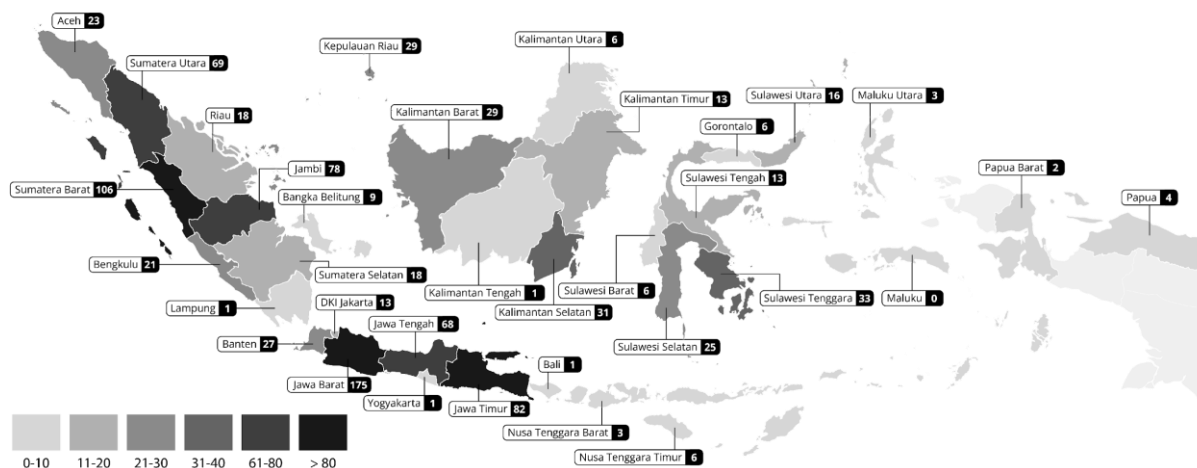 Aceh 23
Kepulauan Riau 29
Kalimantan Utara 6
Sumatera Utara 69
Kalimantan Timur 13
Sulawesi Utara 16
Maluku Utara 3
Riau 18
Kalimantan Barat 29
Gorontalo 6
Jambi 78
Sulawesi Tengah 13
Papua Barat 2
Sumatera Barat 106
Bangka Belitung 9
Papua 4
Bengkulu 21
Sumatera Selatan 18
Kalimantan Tengah 1
Sulawesi Barat 6
Sulawesi Tenggara 33
Maluku 0
Lampung 1
DKI Jakarta 13
Kalimantan Selatan 31
Jawa Tengah 68
Banten 27
Sulawesi Selatan 25
Bali 1
Jawa Barat 175
Yogyakarta 1
Jawa Timur 82
Nusa Tenggara Barat 3
Nusa Tenggara Timur 6
0-10 11-20 21-30 31-40 61-80 > 80